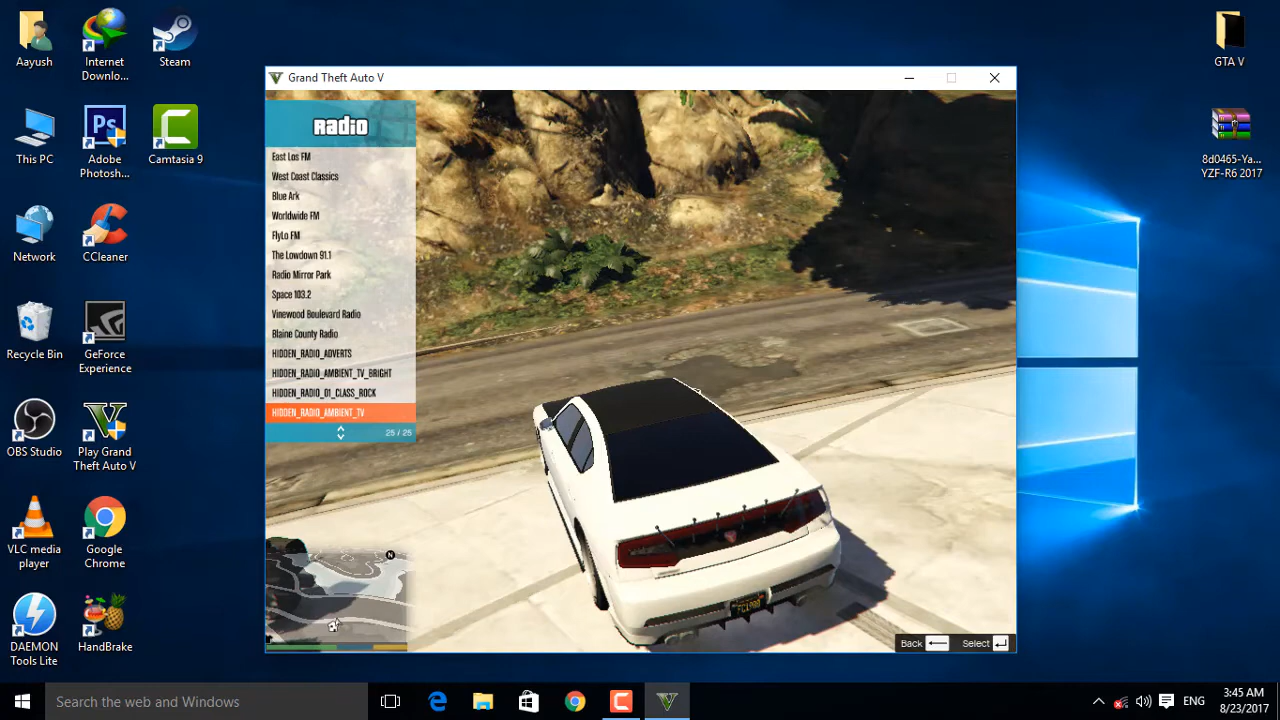 Aayush
Internet
Downlo...
Steam
This PC
Adobe
Photosh...
Camtasia 9
Network
CCleaner
Recycle Bin
GeForce
Experience
OBS Studio
Play Grand
Theft Auto V
VLC media
player
Google
Chrome
DAEMON
Tools Lite
HandBrake
GTA V
8d0465-Ya...
YZF-R6 2017
Grand Theft Auto V
Radio
East Los FM
West Coast Classics
Blue Ark
Worldwide FM
FlyLo FM
The Lowdown 91.1
Radio Mirror Park
Space 103.2
Vinewood Boulevard Radio
Blaine County Radio
HIDDEN_RADIO_ADVERTS
HIDDEN_RADIO_AMBIENT_TV_BRIGHT
HIDDEN_RADIO_01_CLASS_ROCK
HIDDEN_RADIO_AMBIENT_TV
25 / 25
N
Back Select
Search the web and Windows
ENG
3:45 AM
8/23/2017